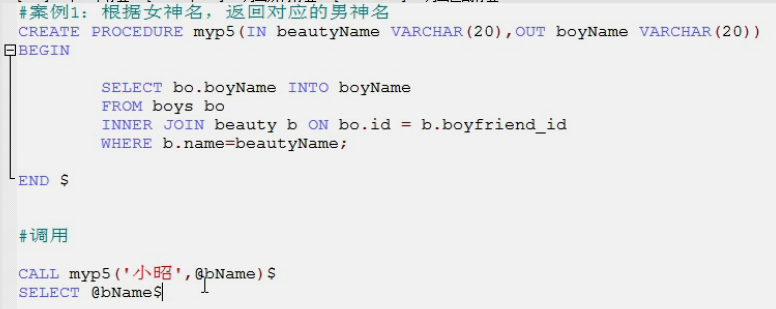 #案例1：根据女神名，返回对应的男神名
CREATE PROCEDURE myp5(IN beautyName VARCHAR(20),OUT boyName VARCHAR(20))
BEGIN
SELECT bo.boyName INTO boyName
FROM boys bo
INNER JOIN beauty b ON bo.id = b.boyfriend_id
WHERE b.name=beautyName;
END $
#调用
CALL myp5('小昭',@bName)$
SELECT @bName$